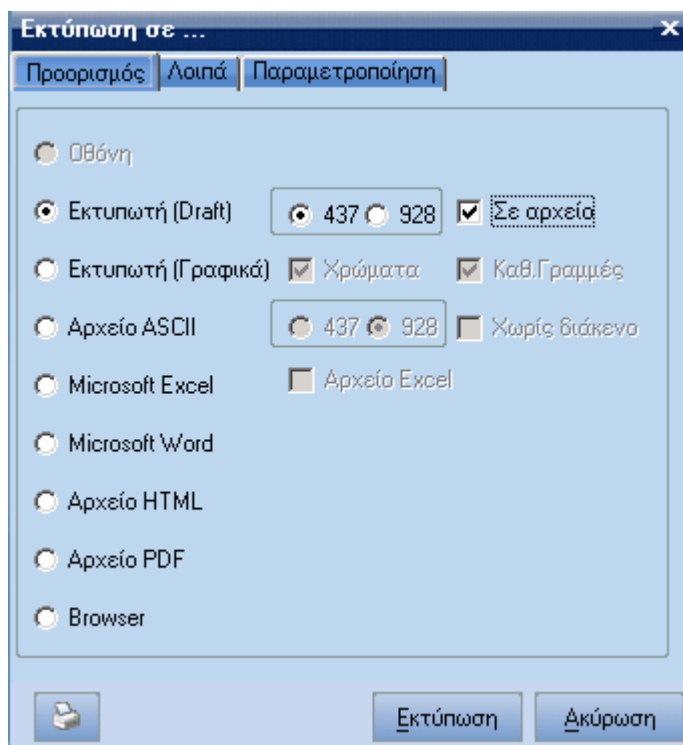 Εκτύπωση σε ...
Προορισμός Λοιπά Παραμετροποίηση
Οθόνη
Εκτυπωτή (Draft) 437 928 Σε αρχείο
Εκτυπωτή (Γραφικά) Χρώματα Καθ.Γραμμές
Αρχείο ASCII 437 928 Χωρίς διάκενο
Microsoft Excel Αρχείο Excel
Microsoft Word
Αρχείο HTML
Αρχείο PDF
Browser
Εκτύπωση Ακύρωση